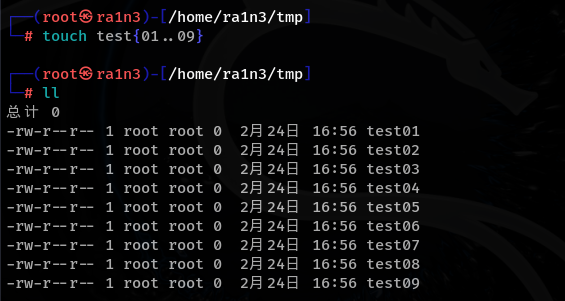 ┌──(root㉿ra1n3)-[/home/ra1n3/tmp]
└─# touch test{01..09}
┌──(root㉿ra1n3)-[/home/ra1n3/tmp]
└─# ll
总计 0
-rw-r--r-- 1 root root 0  2月24日 16:56 test01
-rw-r--r-- 1 root root 0  2月24日 16:56 test02
-rw-r--r-- 1 root root 0  2月24日 16:56 test03
-rw-r--r-- 1 root root 0  2月24日 16:56 test04
-rw-r--r-- 1 root root 0  2月24日 16:56 test05
-rw-r--r-- 1 root root 0  2月24日 16:56 test06
-rw-r--r-- 1 root root 0  2月24日 16:56 test07
-rw-r--r-- 1 root root 0  2月24日 16:56 test08
-rw-r--r-- 1 root root 0  2月24日 16:56 test09